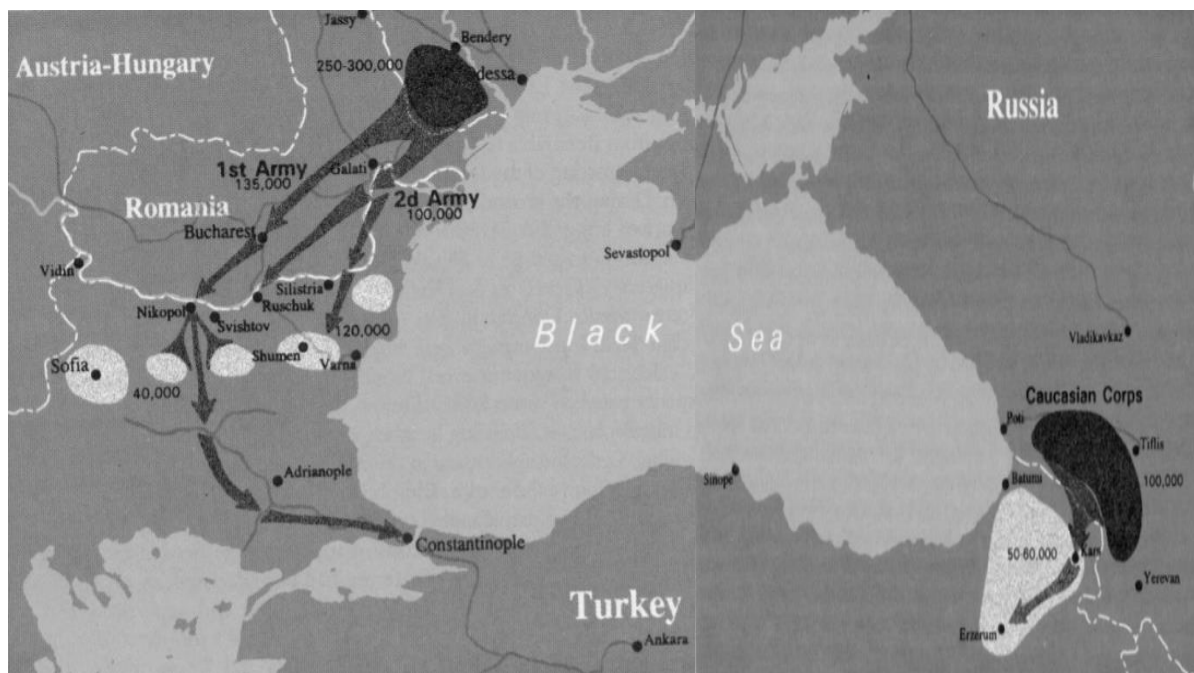 Jassy
Bendery
Austria-Hungary
250-300,000
dessa
Russia
1st Army
135,000
Galati
2d Army
100,000
Romania
Bucharest
Sevastopol
Vidin
Silistria
Ruschuk
Nikopol
Svishtov
120,000
Black Sea
Vladikavkaz
Shumen
Varna
Sofia
40,000
Caucasian Corps
Poti
Tiflis
Adrianople
Sinope
Batumi
100,000
Constantinople
50-60,000
Kars
Yerevan
Turkey
Erzerum
Ankara